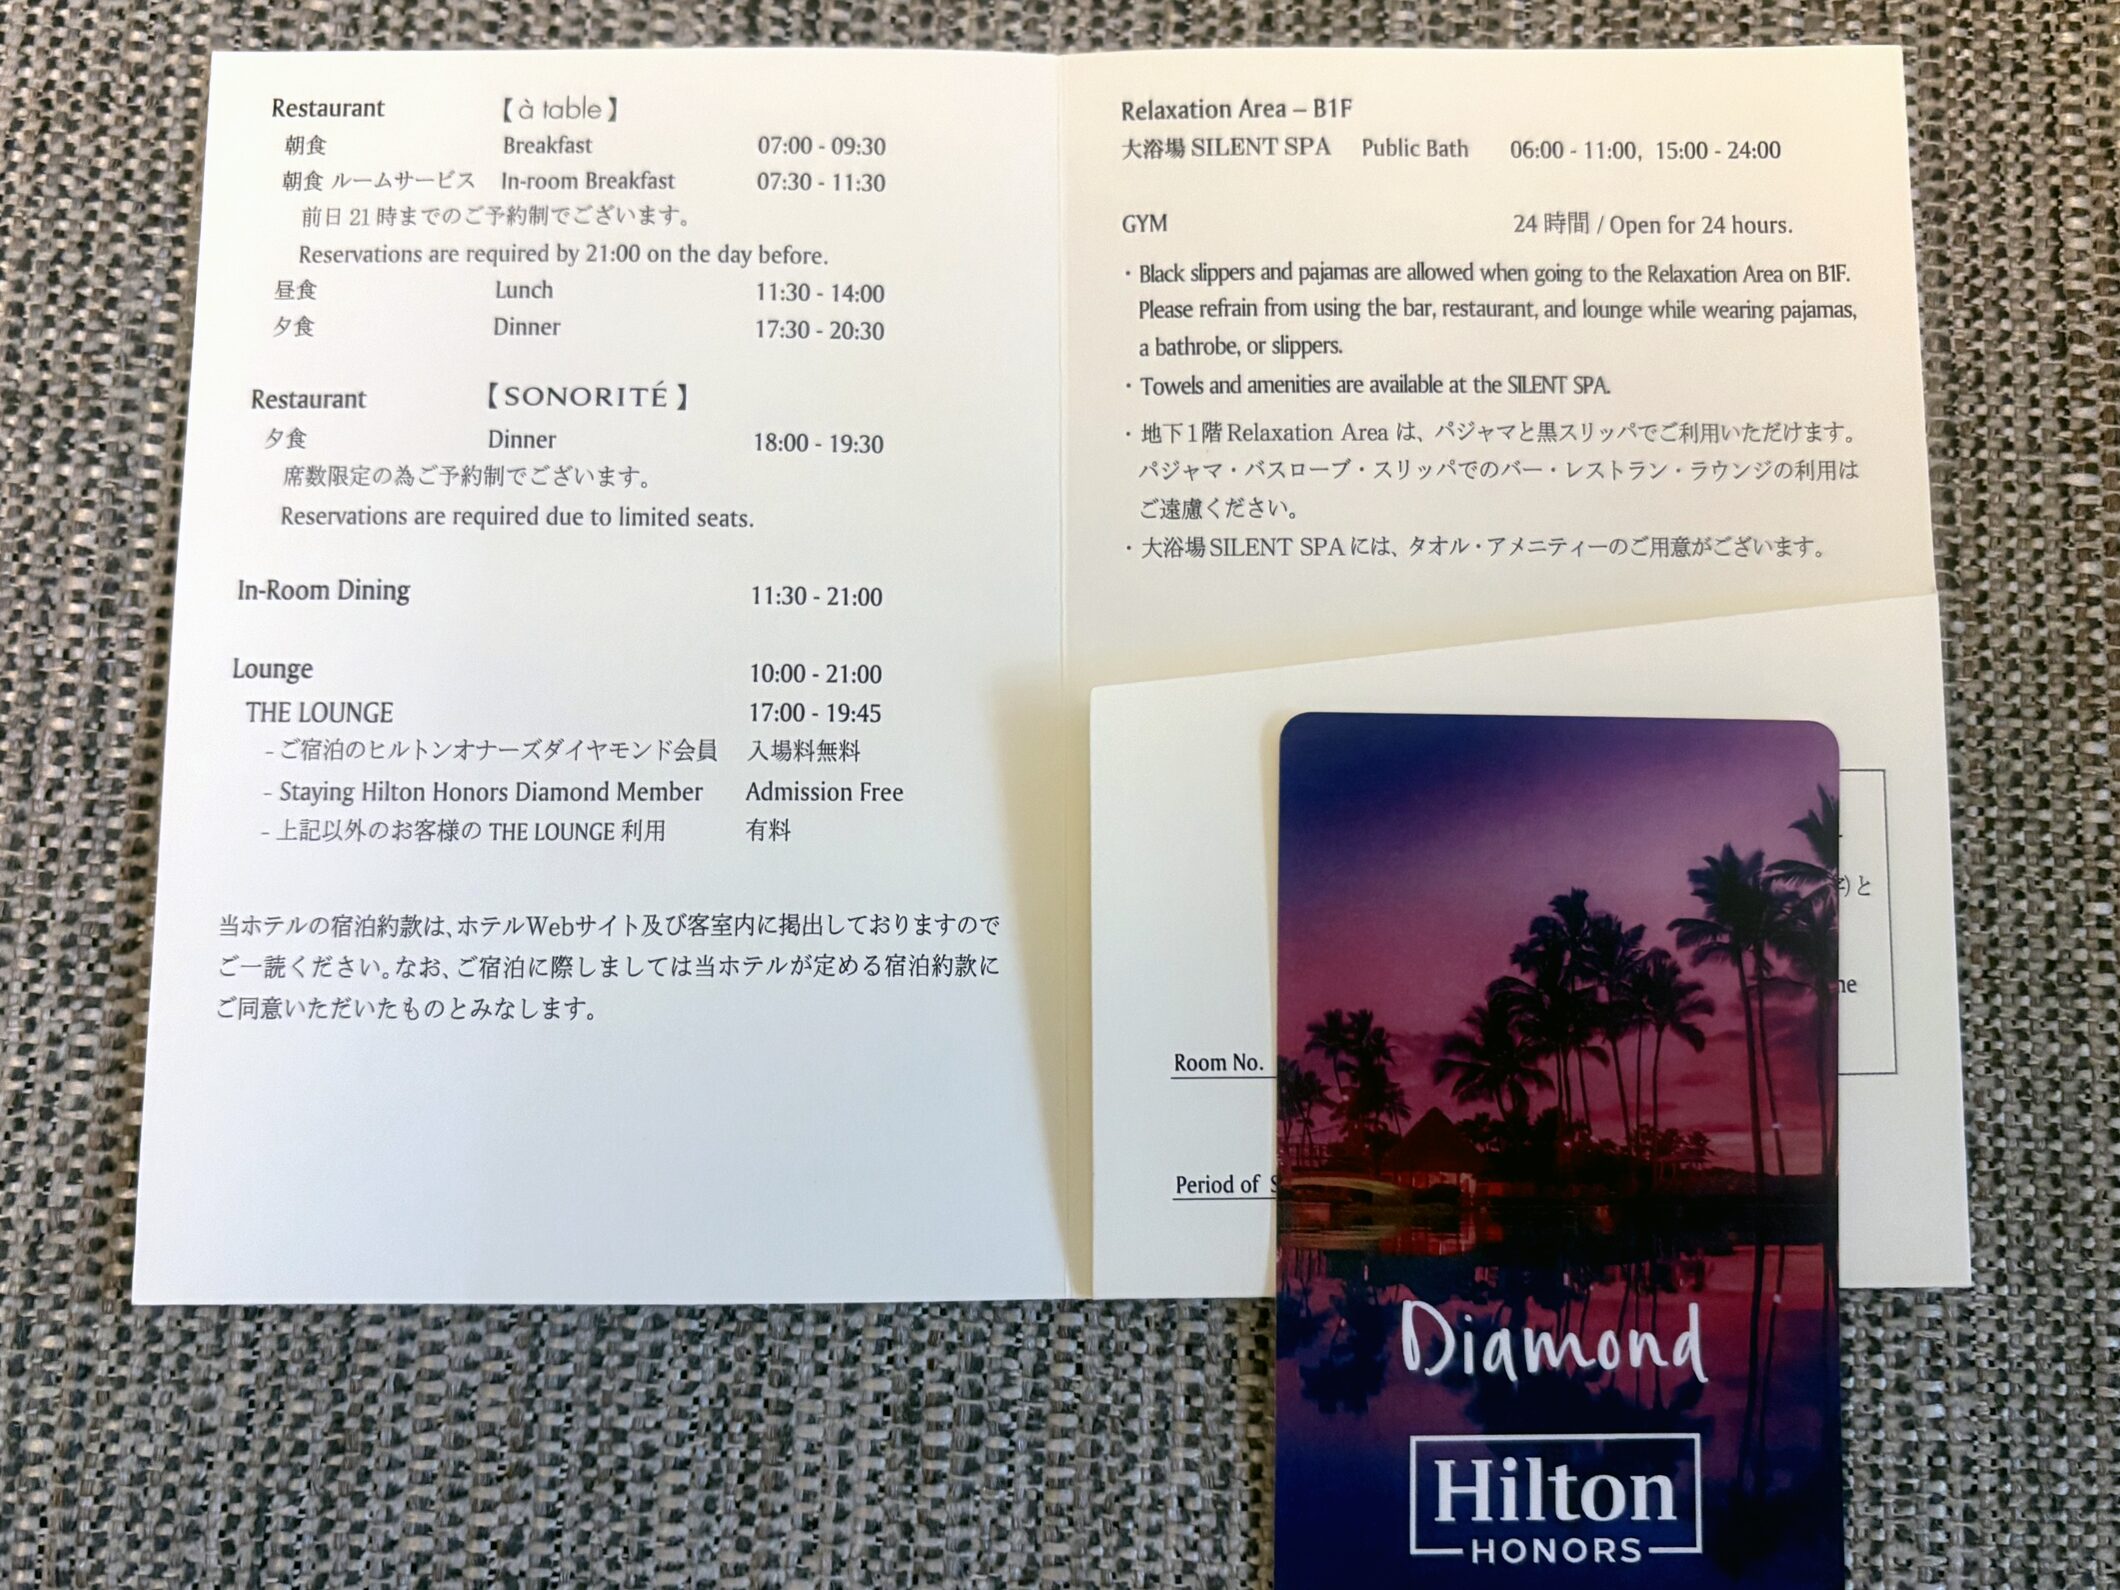 Restaurant 【à table】
朝食 Breakfast 07:00 - 09:30
朝食 ルームサービス In-room Breakfast 07:30 - 11:30
前日 21 時までのご予約制でございます。
Reservations are required by 21:00 on the day before.
昼食 Lunch 11:30 - 14:00
夕食 Dinner 17:30 - 20:30
Restaurant 【SONORITÉ】
夕食 Dinner 18:00 - 19:30
席数限定の為ご予約制でございます。
Reservations are required due to limited seats.
In-Room Dining 11:30 - 21:00
Lounge 10:00 - 21:00
THE LOUNGE 17:00 - 19:45
- ご宿泊のヒルトンオナーズダイヤモンド会員 入場料無料
- Staying Hilton Honors Diamond Member Admission Free
- 上記以外のお客様の THE LOUNGE 利用 有料
当ホテルの宿泊約款は、ホテルWebサイト及び客室内に掲出しておりますので
ご一読ください。なお、ご宿泊に際しましては当ホテルが定める宿泊約款に
ご同意いただいたものとみなします。
Relaxation Area – B1F
大浴場 SILENT SPA Public Bath 06:00 - 11:00, 15:00 - 24:00
GYM 24 時間 / Open for 24 hours.
・Black slippers and pajamas are allowed when going to the Relaxation Area on B1F.
Please refrain from using the bar, restaurant, and lounge while wearing pajamas,
a bathrobe, or slippers.
・Towels and amenities are available at the SILENT SPA.
・地下1階 Relaxation Area は、パジャマと黒スリッパでご利用いただけます。
パジャマ・バスローブ・スリッパでのバー・レストラン・ラウンジの利用は
ご遠慮ください。
・大浴場 SILENT SPA には、タオル・アメニティーのご用意がございます。
Room No.
Period of
Diamond
Hilton
HONORS